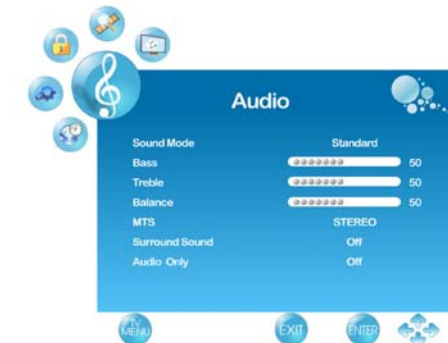 Audio
Sound Mode Standard
Bass 50
Treble 50
Balance 50
MTS STEREO
Surround Sound Off
Audio Only Off
TV MENU EXIT ENTER